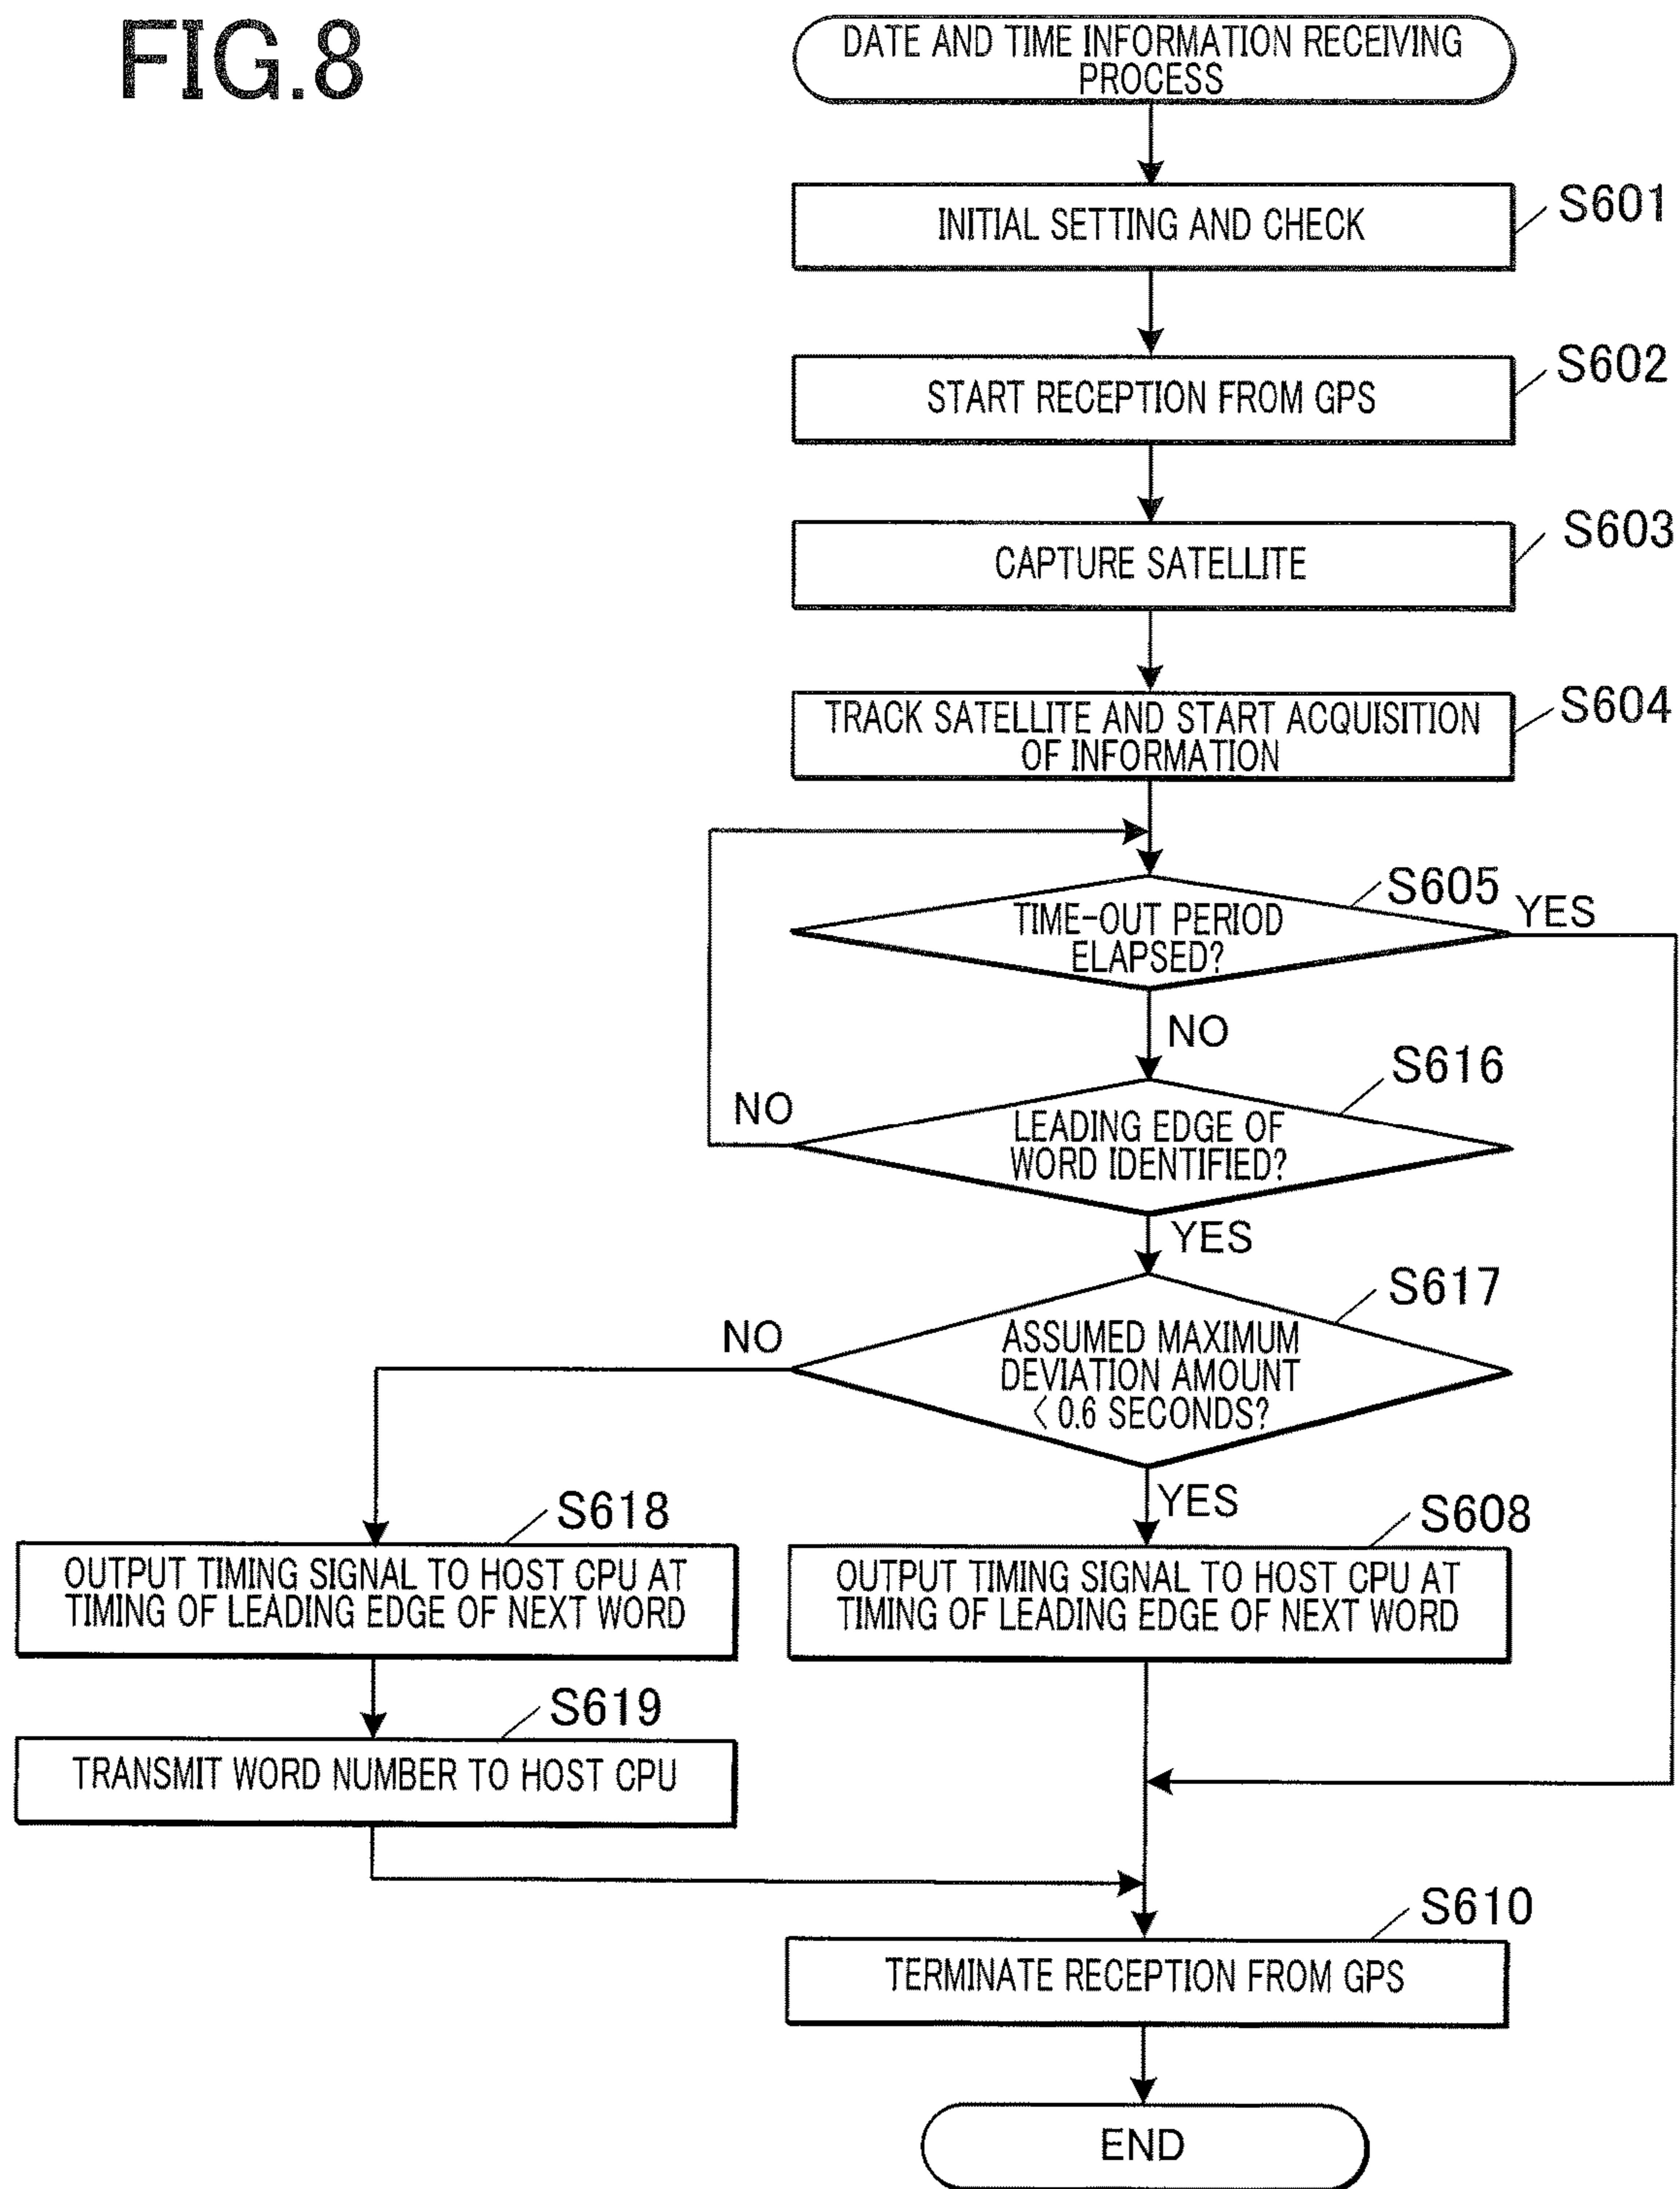 FIG.8
DATE AND TIME INFORMATION RECEIVING
PROCESS
S601
INITIAL SETTING AND CHECK
S602
START RECEPTION FROM GPS
S603
CAPTURE SATELLITE
S604
TRACK SATELLITE AND START ACQUISITION
OF INFORMATION
S605
YES
TIME-OUT PERIOD
ELAPSED?
NO
S616
NO
LEADING EDGE OF
WORD IDENTIFIED?
YES
S617
NO
ASSUMED MAXIMUM
DEVIATION AMOUNT
< 0.6 SECONDS?
YES
S618
OUTPUT TIMING SIGNAL TO HOST CPU AT
TIMING OF LEADING EDGE OF NEXT WORD
S608
OUTPUT TIMING SIGNAL TO HOST CPU AT
TIMING OF LEADING EDGE OF NEXT WORD
S619
TRANSMIT WORD NUMBER TO HOST CPU
S610
TERMINATE RECEPTION FROM GPS
END